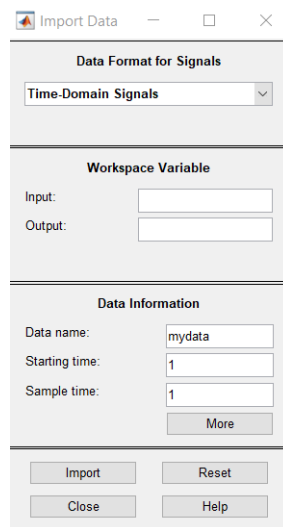 Import Data
Data Format for Signals
Time-Domain Signals
Workspace Variable
Input:
Output:
Data Information
Data name: mydata
Starting time: 1
Sample time: 1
More
Import Reset
Close Help